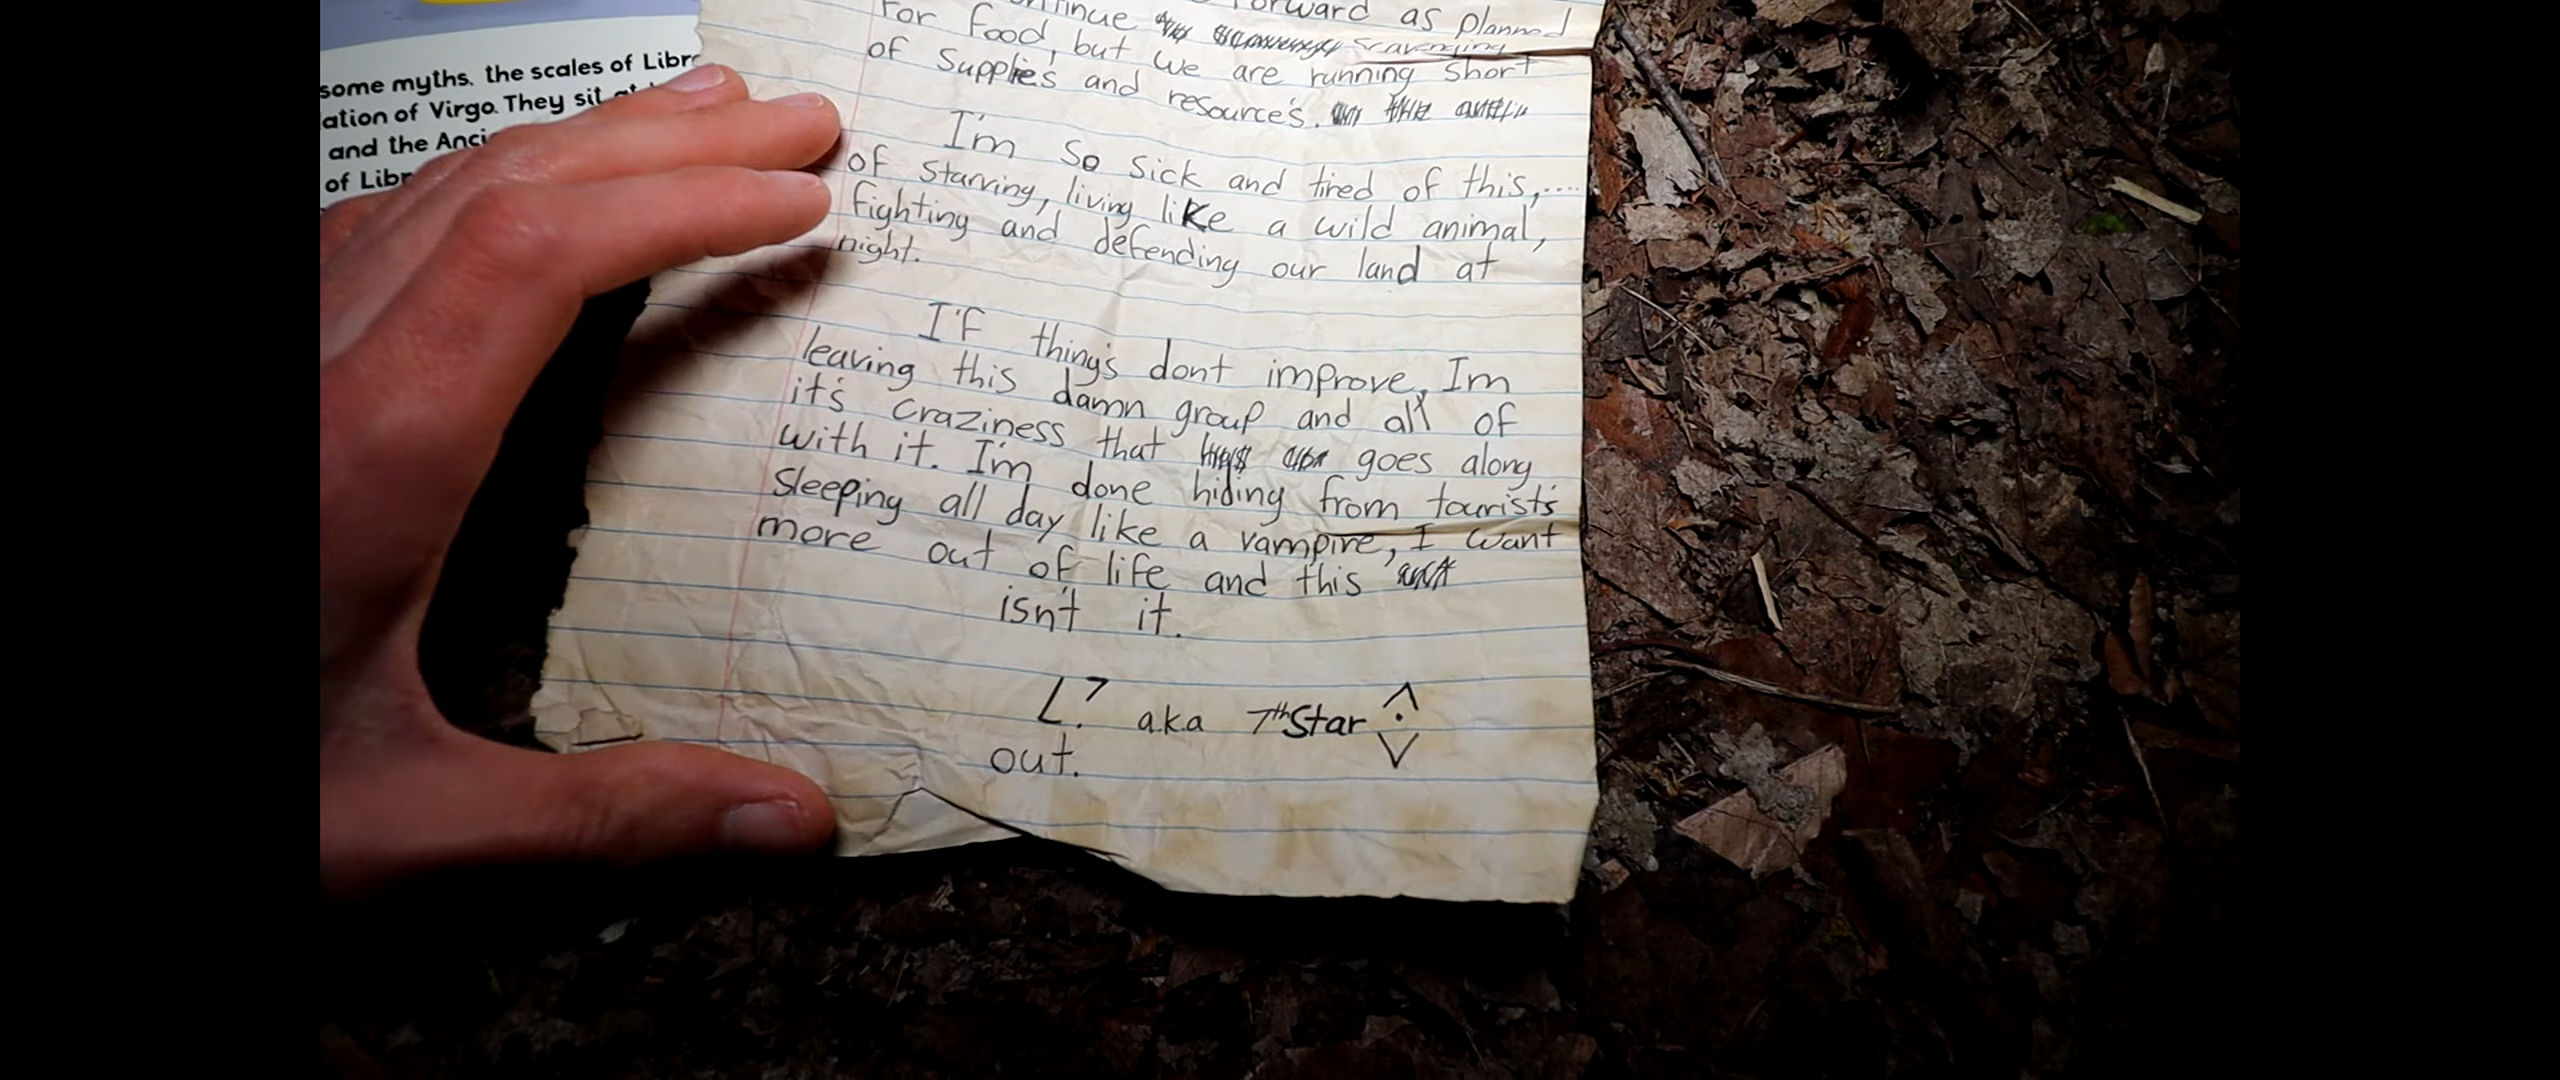 some myths, the scales of Libr
ation of Virgo. They sit at
and the Anci
of Libr
ntinue forward as planned
scavenging
For food, but we are running short
of supplies and resource's.
I'm so sick and tired of this,....
of starving, living like a wild animal,
fighting and defending our land at
night.
I'f thing's dont improve, Im
leaving this damn group and all of
it's craziness that goes along
with it. I'm done hiding from tourist's
sleeping all day like a vampire, I want
more out of life and this
isn't it.
L.7 a.k.a 7th Star
out.